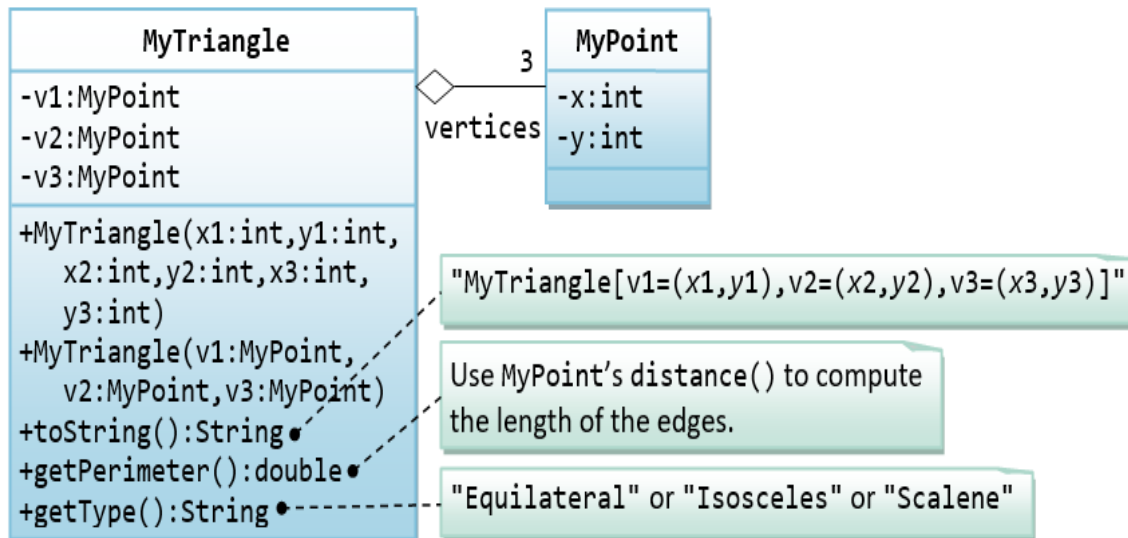 MyTriangle
-v1:MyPoint
-v2:MyPoint
-v3:MyPoint
+MyTriangle(x1:int,y1:int,
x2:int,y2:int,x3:int,
y3:int)
+MyTriangle(v1:MyPoint,
v2:MyPoint,v3:MyPoint)
+toString():String
+getPerimeter():double
+getType():String
3
vertices
MyPoint
-x:int
-y:int
"MyTriangle[v1=(x1,y1),v2=(x2,y2),v3=(x3,y3)]"
Use MyPoint's distance() to compute
the length of the edges.
"Equilateral" or "Isosceles" or "Scalene"